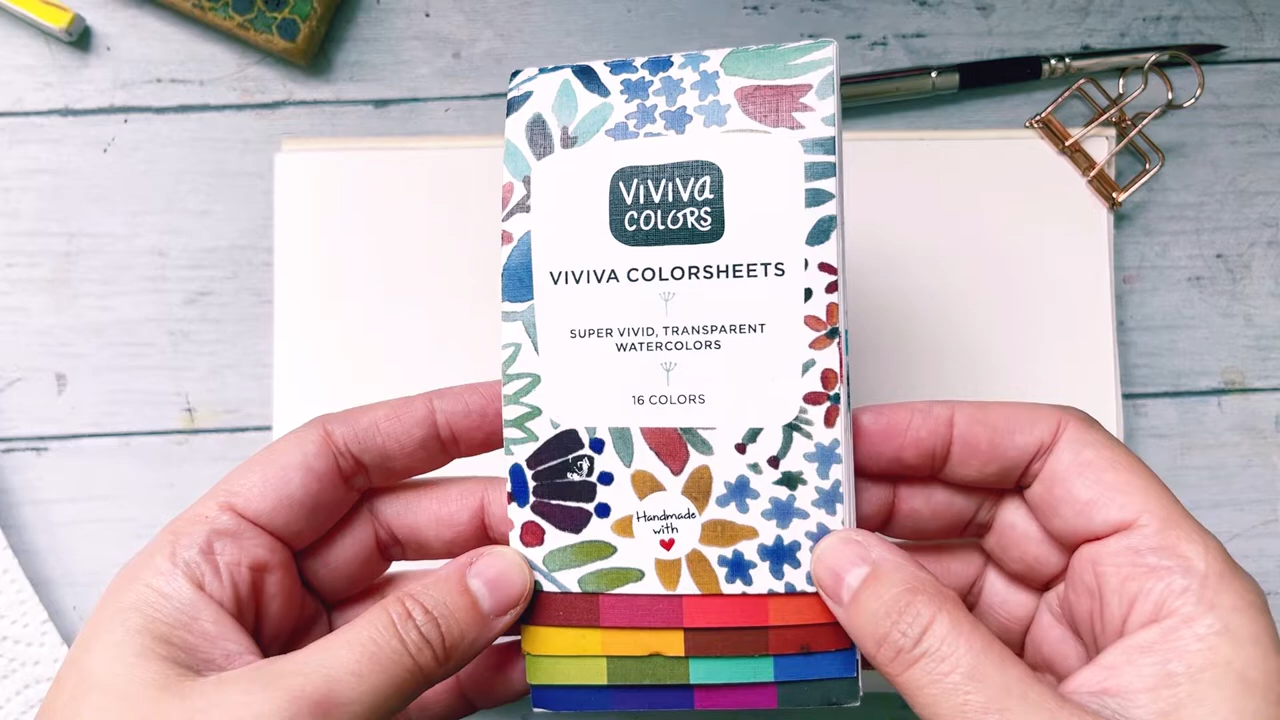 ViViVa
COLORS
VIVIVA COLORSHEETS
SUPER VIVID, TRANSPARENT
WATERCOLORS
16 COLORS
Handmade
with